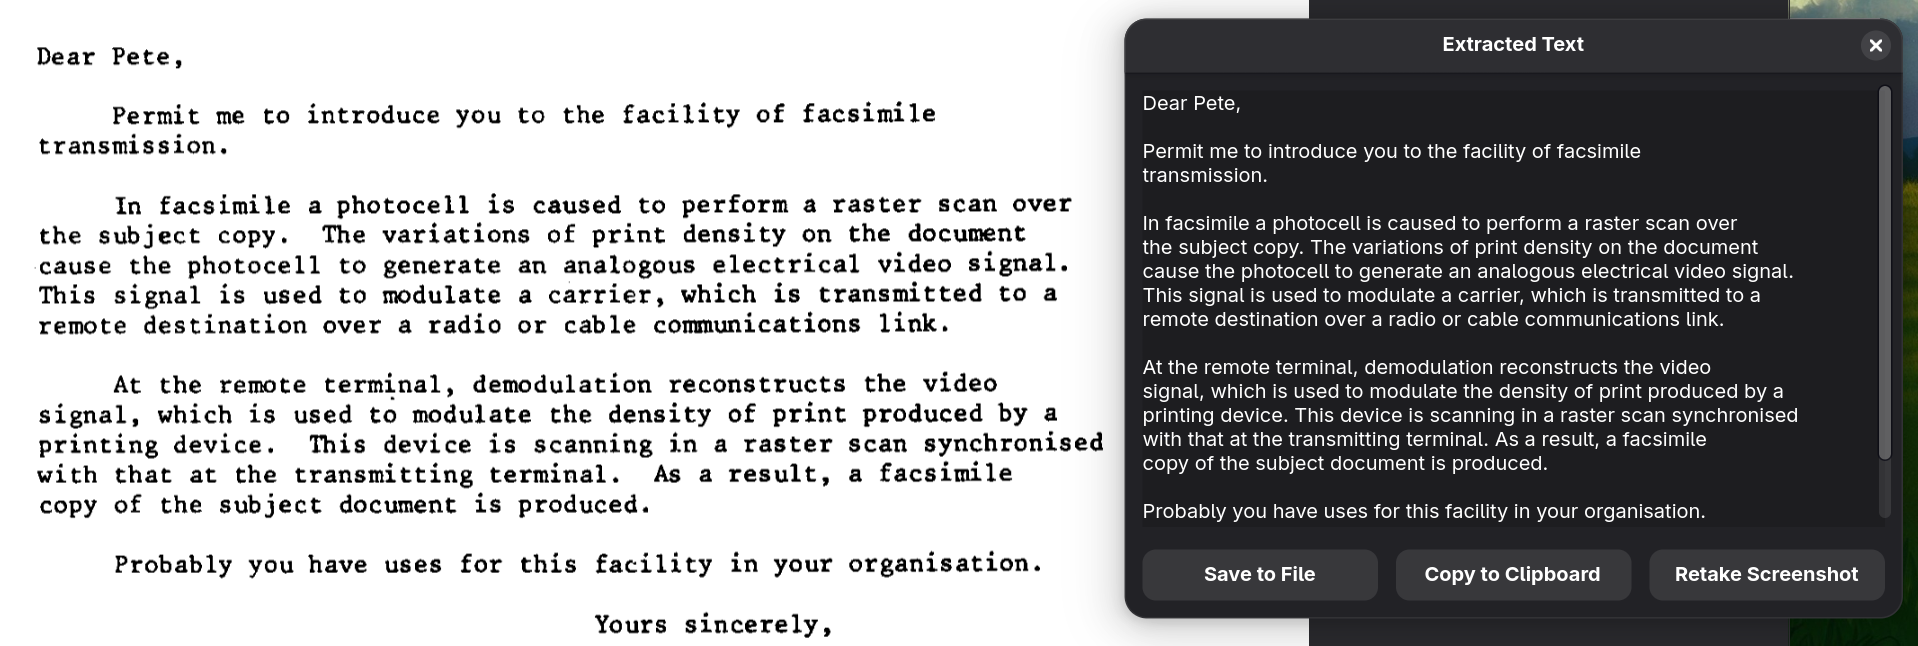 Dear Pete,
Permit me to introduce you to the facility of facsimile
transmission.
In facsimile a photocell is caused to perform a raster scan over
the subject copy. The variations of print density on the document
cause the photocell to generate an analogous electrical video signal.
This signal is used to modulate a carrier, which is transmitted to a
remote destination over a radio or cable communications link.
At the remote terminal, demodulation reconstructs the video
signal, which is used to modulate the density of print produced by a
printing device. This device is scanning in a raster scan synchronised
with that at the transmitting terminal. As a result, a facsimile
copy of the subject document is produced.
Probably you have uses for this facility in your organisation.
Yours sincerely,
Extracted Text
Dear Pete,
Permit me to introduce you to the facility of facsimile
transmission.
In facsimile a photocell is caused to perform a raster scan over
the subject copy. The variations of print density on the document
cause the photocell to generate an analogous electrical video signal.
This signal is used to modulate a carrier, which is transmitted to a
remote destination over a radio or cable communications link.
At the remote terminal, demodulation reconstructs the video
signal, which is used to modulate the density of print produced by a
printing device. This device is scanning in a raster scan synchronised
with that at the transmitting terminal. As a result, a facsimile
copy of the subject document is produced.
Probably you have uses for this facility in your organisation.
Save to File
Copy to Clipboard
Retake Screenshot